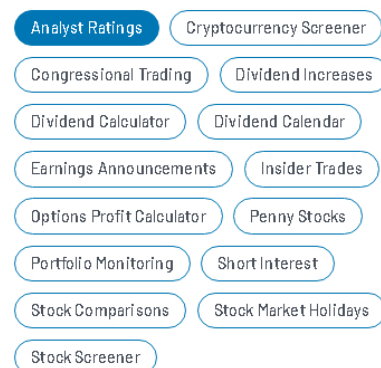 Analyst Ratings Cryptocurrency Screener
Congressional Trading Dividend Increases
Dividend Calculator Dividend Calendar
Earnings Announcements Insider Trades
Options Profit Calculator Penny Stocks
Portfolio Monitoring Short Interest
Stock Comparisons Stock Market Holidays
Stock Screener